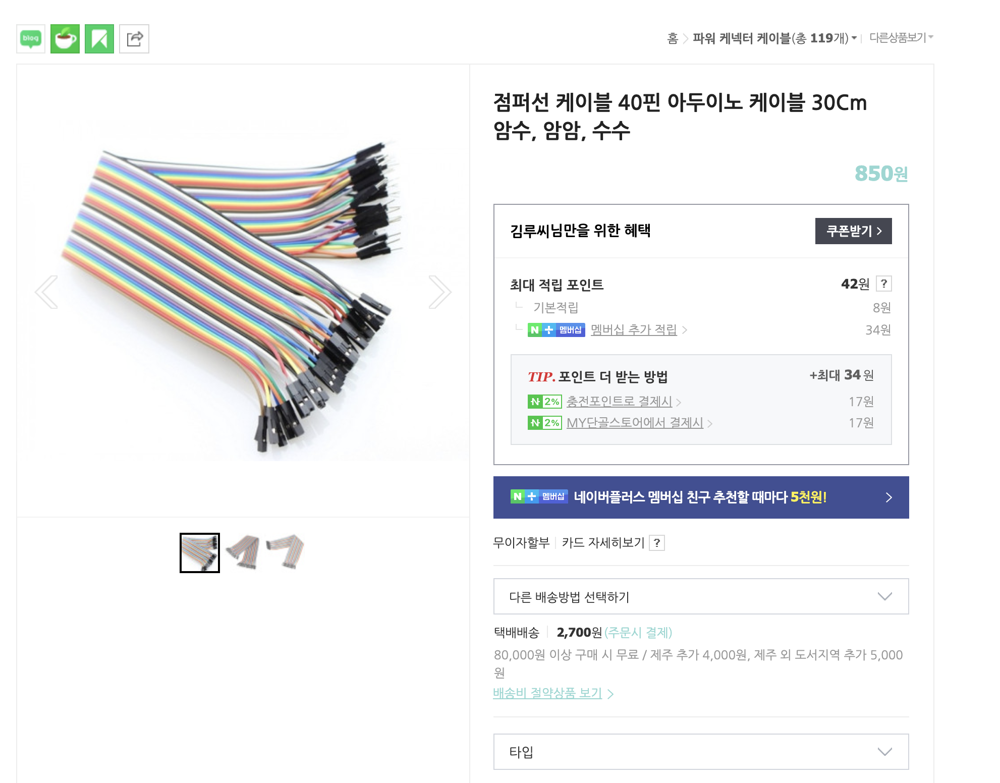 blog
홈 > 파워 케넥터 케이블(총 119개) 다른상품보기
점퍼선 케이블 40핀 아두이노 케이블 30Cm
암수, 암암, 수수
850원
김루씨님만을 위한 혜택
쿠폰받기 >
최대 적립 포인트 42원 ?
기본적립 8원
N + 멤버십 멤버십 추가 적립 > 34원
TIP. 포인트 더 받는 방법 +최대 34원
N 2% 충전포인트로 결제시 > 17원
N 2% MY단골스토어에서 결제시 > 17원
N + 멤버십 네이버플러스 멤버십 친구 추천할 때마다 5천원! >
무이자할부 카드 자세히보기 ?
다른 배송방법 선택하기
택배배송 2,700원(주문시 결제)
80,000원 이상 구매 시 무료 / 제주 추가 4,000원, 제주 외 도서지역 추가 5,000
원
배송비 절약상품 보기 >
타입